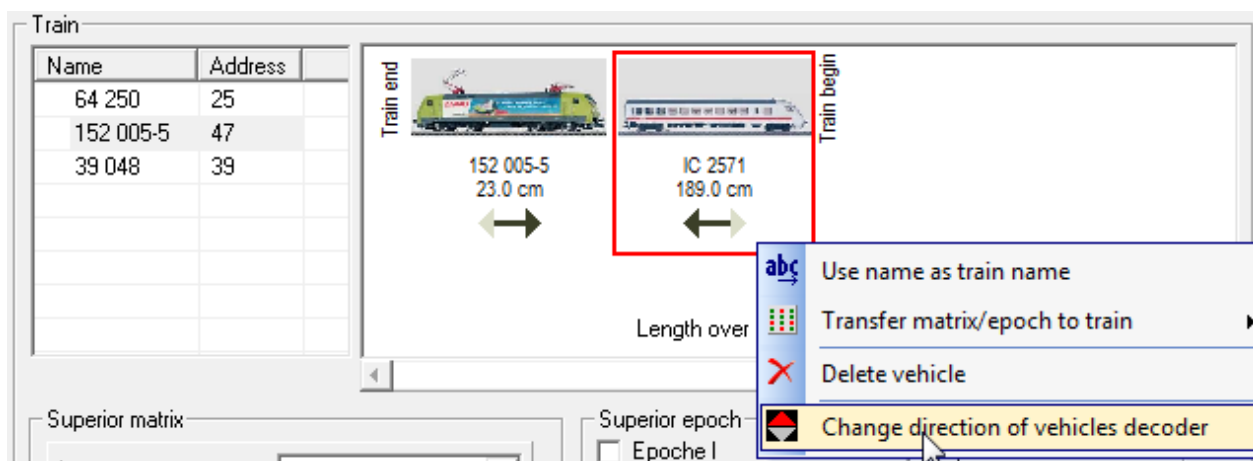 Train
Name Address
64 250 25
152 005-5 47
39 048 39
Train end
152 005-5
23.0 cm
IC 2571
189.0 cm
Train begin
Length over
abc Use name as train name
Transfer matrix/epoch to train
Delete vehicle
Change direction of vehicles decoder
Superior matrix
Superior epoch
Epoche I